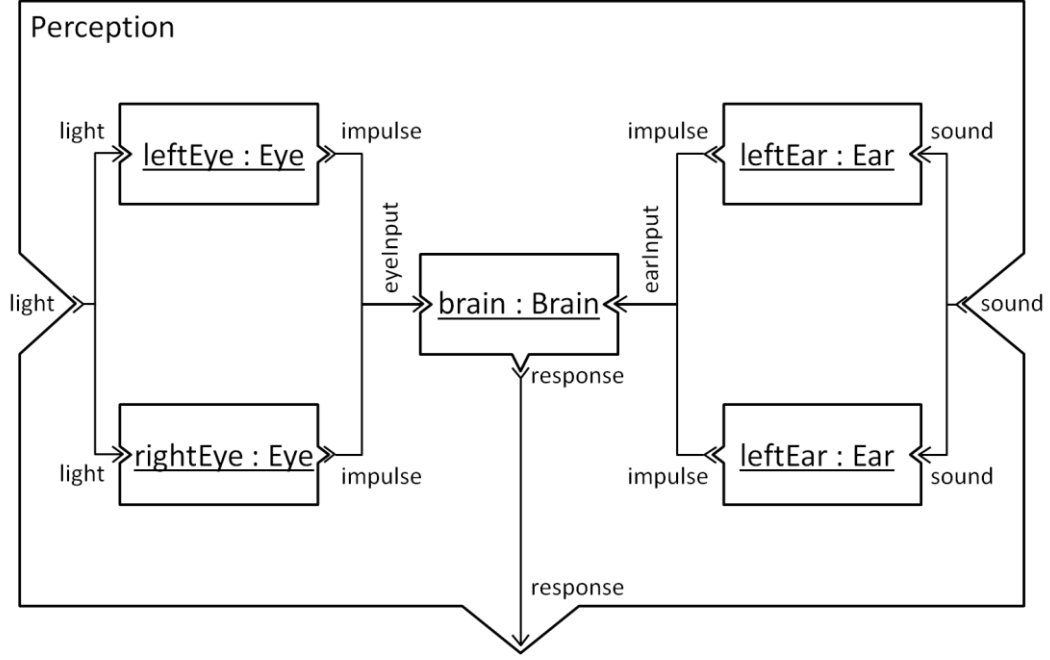 Perception
light
leftEye : Eye
impulse
impulse
leftEar : Ear
sound
eyeInput
earInput
light
brain : Brain
sound
response
light
rightEye : Eye
impulse
impulse
leftEar : Ear
sound
response